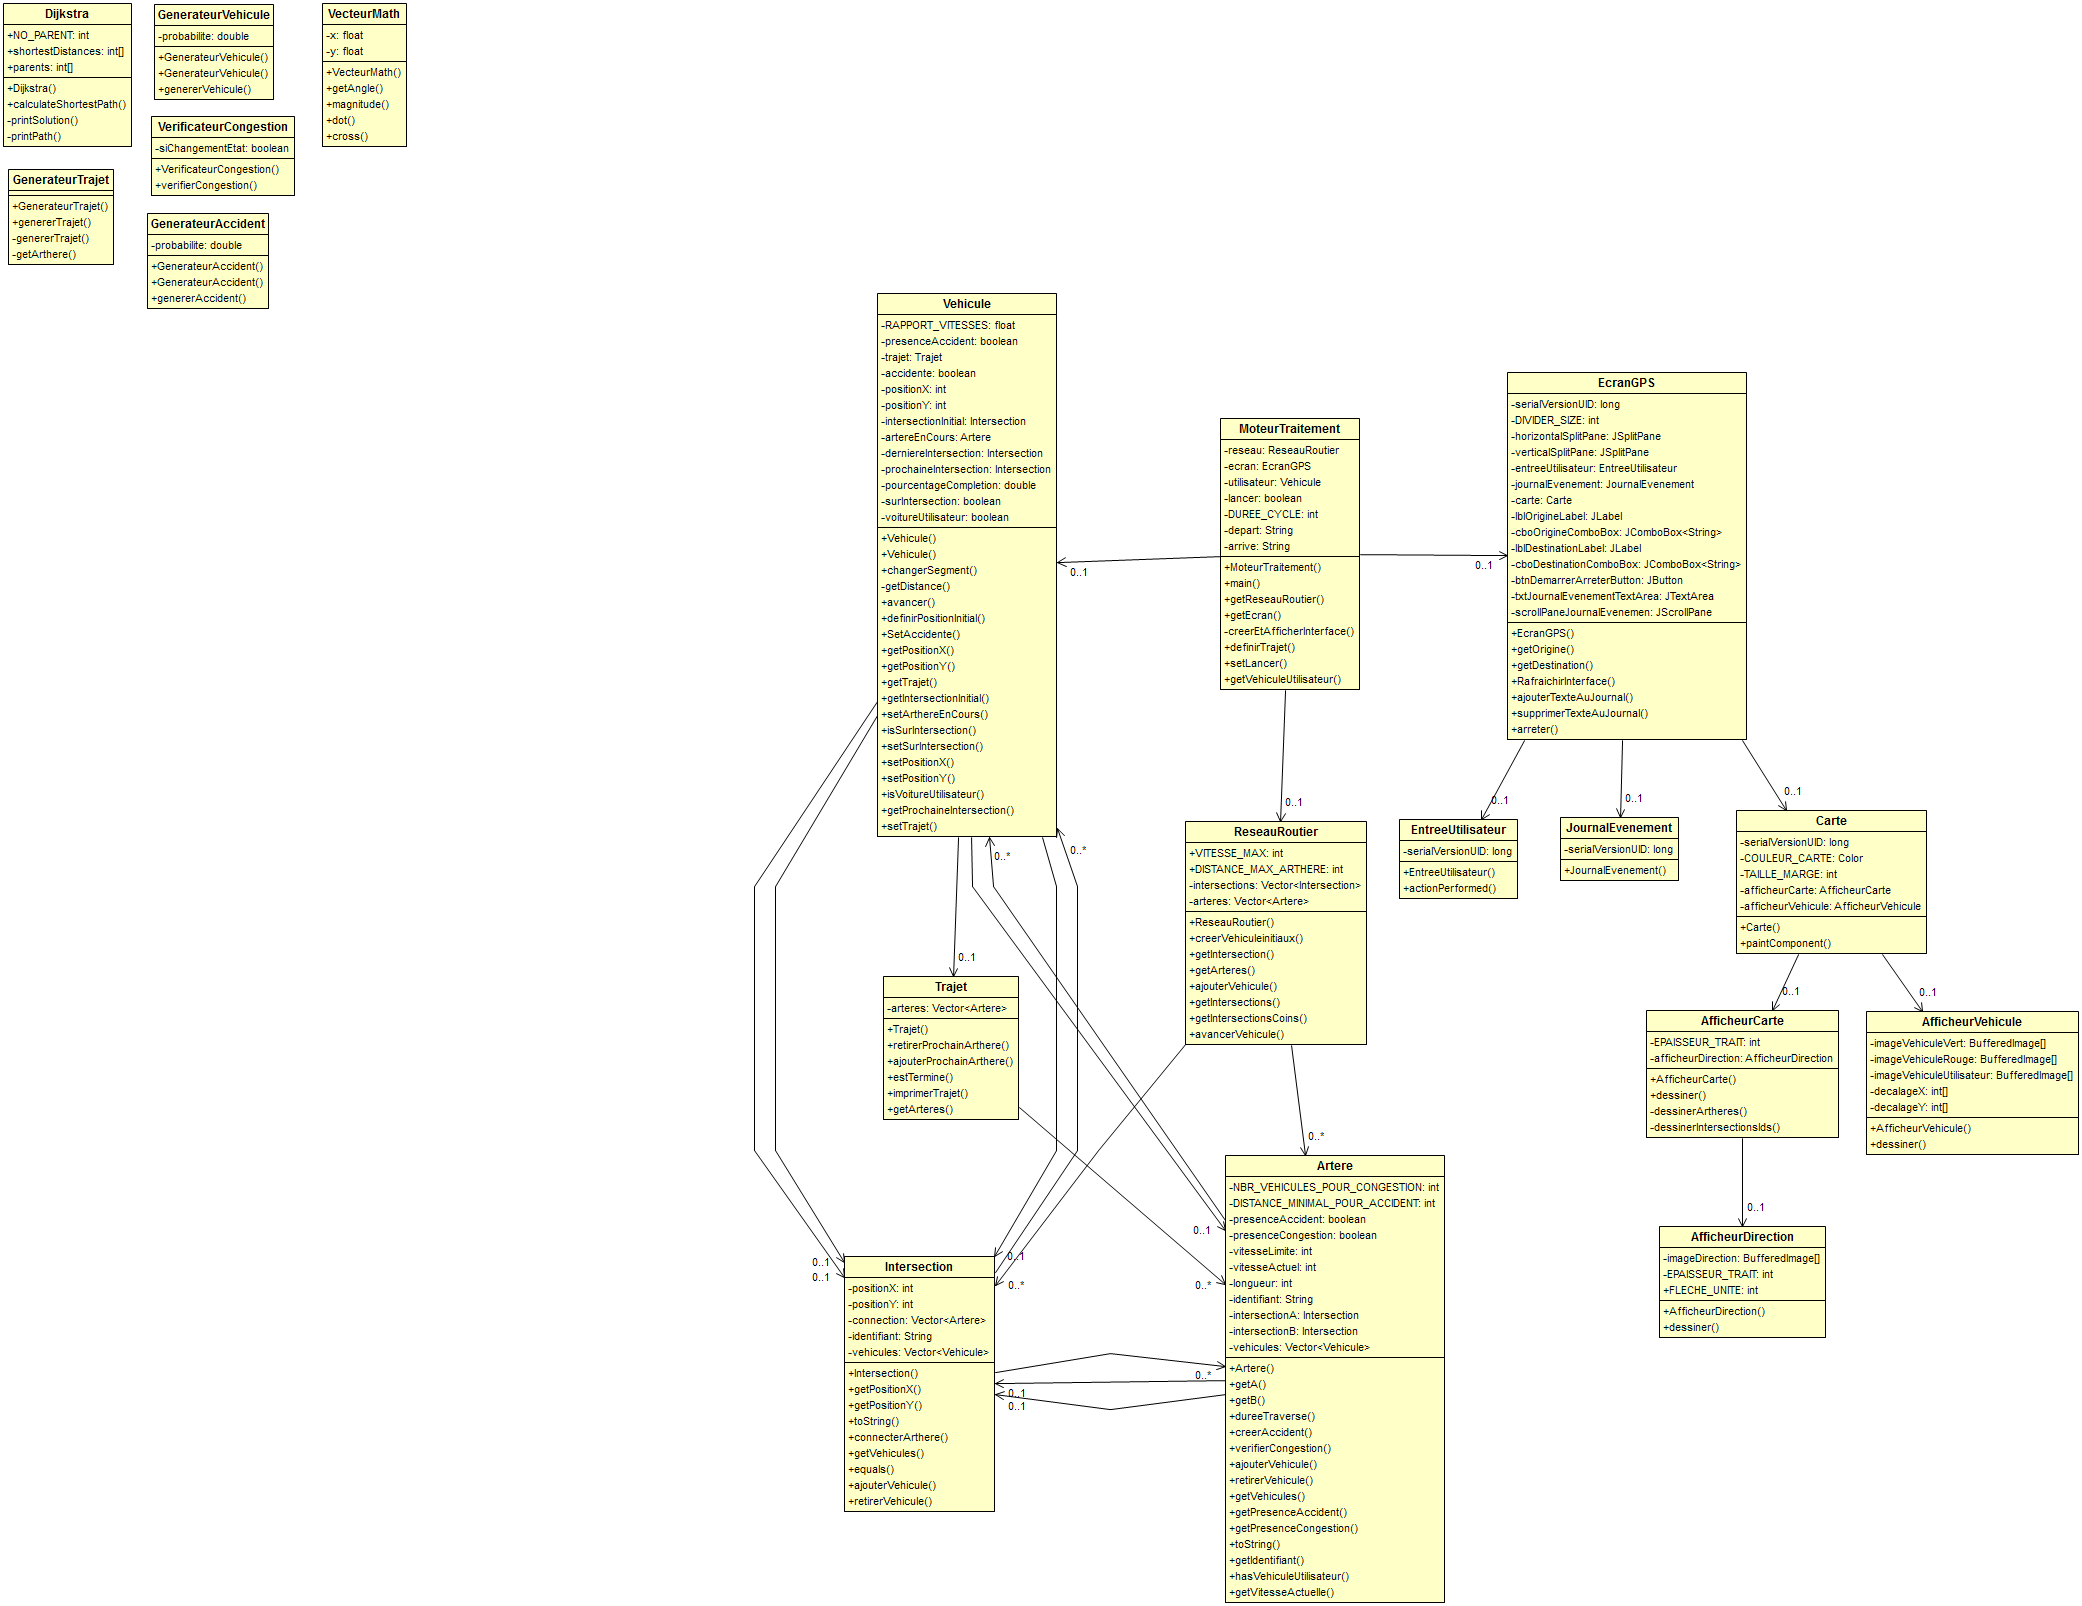 Dijkstra
+NO_PARENT: int
+shortestDistances: int[]
+parents: int[]
+Dijkstra()
+calculateShortestPath()
-printSolution()
-printPath()
GenerateurVehicule
-probabilite: double
+GenerateurVehicule()
+GenerateurVehicule()
+genererVehicule()
VecteurMath
-x: float
-y: float
+VecteurMath()
+getAngle()
+magnitude()
+dot()
+cross()
VerificateurCongestion
-siChangementEtat: boolean
+VerificateurCongestion()
+verifierCongestion()
GenerateurTrajet
+GenerateurTrajet()
+genererTrajet()
-genererTrajet()
-getArthere()
GenerateurAccident
-probabilite: double
+GenerateurAccident()
+GenerateurAccident()
+genererAccident()
Vehicule
-RAPPORT_VITESSES: float
-presenceAccident: boolean
-trajet: Trajet
-accidente: boolean
-positionX: int
-positionY: int
-intersectionInitial: Intersection
-artereEnCours: Artere
-derniereIntersection: Intersection
-prochaineIntersection: Intersection
-pourcentageCompletion: double
-surIntersection: boolean
-voitureUtilisateur: boolean
+Vehicule()
+Vehicule()
+changerSegment()
-getDistance()
+avancer()
+definirPositionInitial()
+SetAccidente()
+getPositionX()
+getPositionY()
+getTrajet()
+getIntersectionInitial()
+setArthereEnCours()
+isSurIntersection()
+setSurIntersection()
+setPositionX()
+setPositionY()
+isVoitureUtilisateur()
+getProchaineIntersection()
+setTrajet()
MoteurTraitement
-reseau: ReseauRoutier
-ecran: EcranGPS
-utilisateur: Vehicule
-lancer: boolean
-DUREE_CYCLE: int
-depart: String
-arrive: String
+MoteurTraitement()
+main()
+getReseauRoutier()
+getEcran()
-creerEtAfficherInterface()
+definirTrajet()
+setLancer()
+getVehiculeUtilisateur()
EcranGPS
-serialVersionUID: long
-DIVIDER_SIZE: int
-horizontalSplitPane: JSplitPane
-verticalSplitPane: JSplitPane
-entreeUtilisateur: EntreeUtilisateur
-journalEvenement: JournalEvenement
-carte: Carte
-lblOrigineLabel: JLabel
-cboOrigineComboBox: JComboBox<String>
-lblDestinationLabel: JLabel
-cboDestinationComboBox: JComboBox<String>
-btnDemarrerArreterButton: JButton
-txtJournalEvenementTextArea: JTextArea
-scrollPaneJournalEvenemen: JScrollPane
+EcranGPS()
+getOrigine()
+getDestination()
+RafraichirInterface()
+ajouterTexteAuJournal()
+supprimerTexteAuJournal()
+arreter()
0..1
0..1
0..1
0..1
0..1
0..1
0..*
0..*
ReseauRoutier
+VITESSE_MAX: int
+DISTANCE_MAX_ARTHERE: int
-intersections: Vector<Intersection>
-arteres: Vector<Artere>
+ReseauRoutier()
+creerVehiculeinitiaux()
+getIntersection()
+getArteres()
+ajouterVehicule()
+getIntersections()
+getIntersectionsCoins()
+avancerVehicule()
EntreeUtilisateur
-serialVersionUID: long
+EntreeUtilisateur()
+actionPerformed()
JournalEvenement
-serialVersionUID: long
+JournalEvenement()
Carte
-serialVersionUID: long
-COULEUR_CARTE: Color
-TAILLE_MARGE: int
-afficheurCarte: AfficheurCarte
-afficheurVehicule: AfficheurVehicule
+Carte()
+paintComponent()
0..1
0..1
0..1
Trajet
-arteres: Vector<Artere>
+Trajet()
+retirerProchainArthere()
+ajouterProchainArthere()
+estTermine()
+imprimerTrajet()
+getArteres()
AfficheurCarte
-EPAISSEUR_TRAIT: int
-afficheurDirection: AfficheurDirection
+AfficheurCarte()
+dessiner()
-dessinerArtheres()
-dessinerIntersectionsIds()
AfficheurVehicule
-imageVehiculeVert: BufferedImage[]
-imageVehiculeRouge: BufferedImage[]
-imageVehiculeUtilisateur: BufferedImage[]
-decalageX: int[]
-decalageY: int[]
+AfficheurVehicule()
+dessiner()
0..*
0..1
0..1
AfficheurDirection
-imageDirection: BufferedImage[]
-EPAISSEUR_TRAIT: int
+FLECHE_UNITE: int
+AfficheurDirection()
+dessiner()
0..1
0..1
0..1
0..*
0..*
Intersection
-positionX: int
-positionY: int
-connection: Vector<Artere>
-identifiant: String
-vehicules: Vector<Vehicule>
+Intersection()
+getPositionX()
+getPositionY()
+toString()
+connecterArthere()
+getVehicules()
+equals()
+ajouterVehicule()
+retirerVehicule()
0..*
0..1
0..1
Artere
-NBR_VEHICULES_POUR_CONGESTION: int
-DISTANCE_MINIMAL_POUR_ACCIDENT: int
-presenceAccident: boolean
-presenceCongestion: boolean
-vitesseLimite: int
-vitesseActuel: int
-longueur: int
-identifiant: String
-intersectionA: Intersection
-intersectionB: Intersection
-vehicules: Vector<Vehicule>
+Artere()
+getA()
+getB()
+dureeTraverse()
+creerAccident()
+verifierCongestion()
+ajouterVehicule()
+retirerVehicule()
+getVehicules()
+getPresenceAccident()
+getPresenceCongestion()
+toString()
+getIdentifiant()
+hasVehiculeUtilisateur()
+getVitesseActuelle()